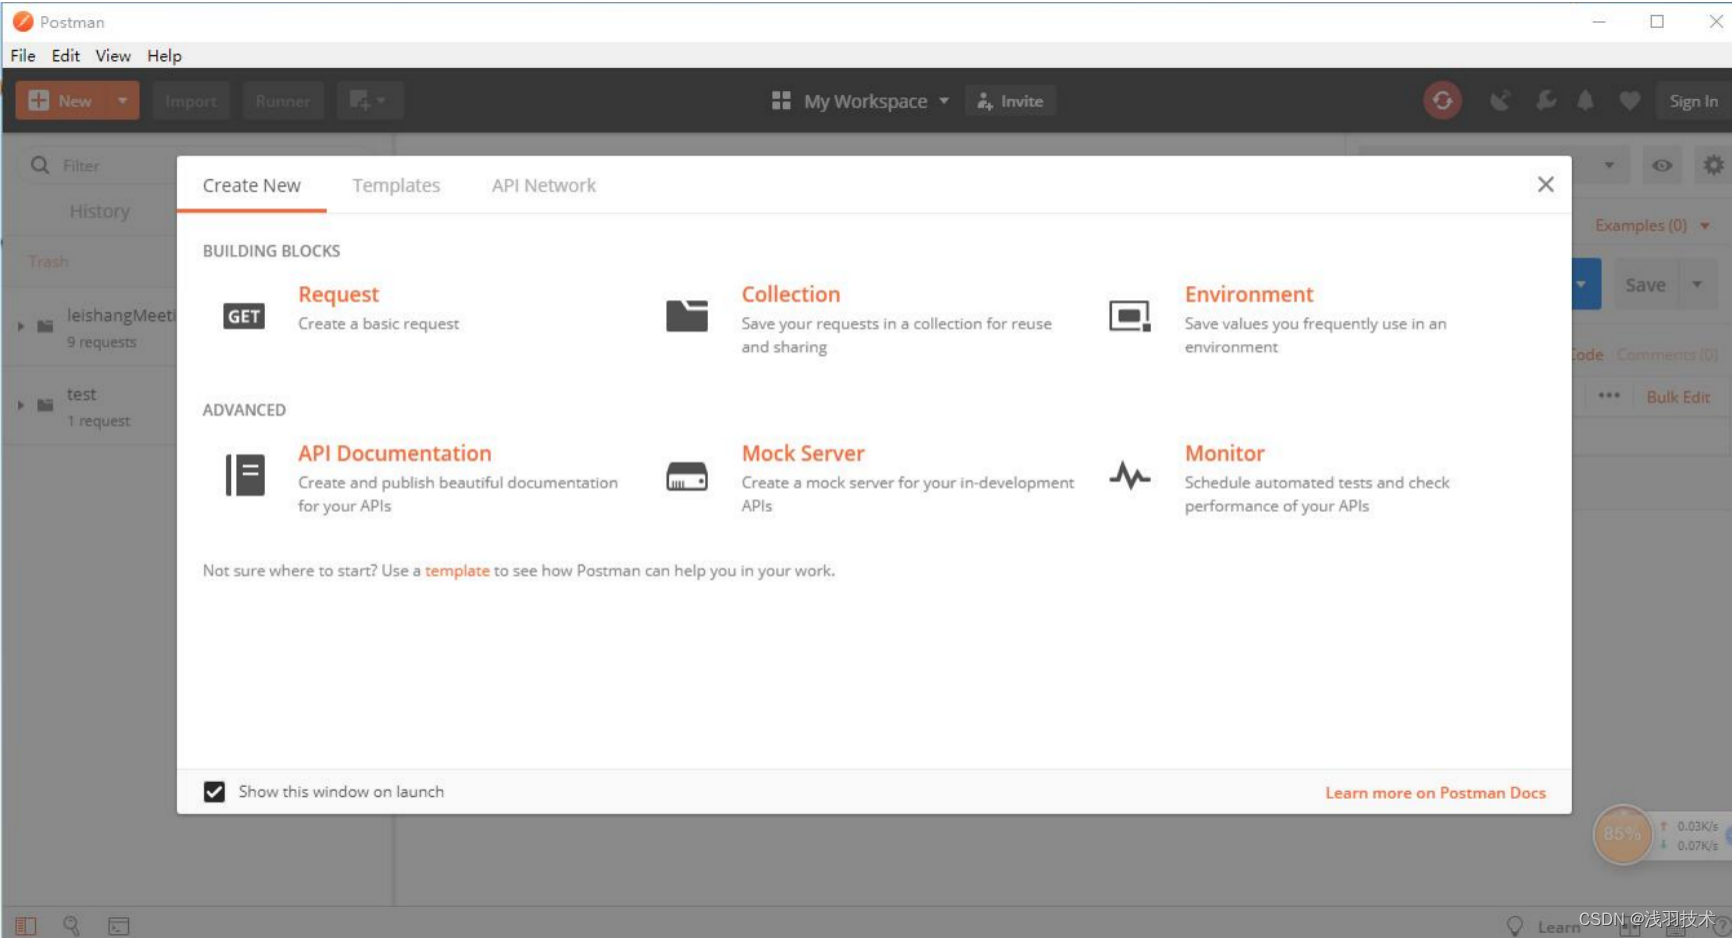 Postman
File Edit View Help
New
Import
Runner
My Workspace
Invite
Sign In
Filter
History
Trash
leishangMeeti
9 requests
test
1 request
Create New
Templates
API Network
BUILDING BLOCKS
GET
Request
Create a basic request
Collection
Save your requests in a collection for reuse
and sharing
Environment
Save values you frequently use in an
environment
ADVANCED
API Documentation
Create and publish beautiful documentation
for your APIs
Mock Server
Create a mock server for your in-development
APIs
Monitor
Schedule automated tests and check
performance of your APIs
Not sure where to start? Use a template to see how Postman can help you in your work.
Show this window on launch
Learn more on Postman Docs
Examples (0)
Save
Code
Comments (0)
Bulk Edit
85%
0.03K/s
0.07K/s
Learn
CSDN @浅羽技术